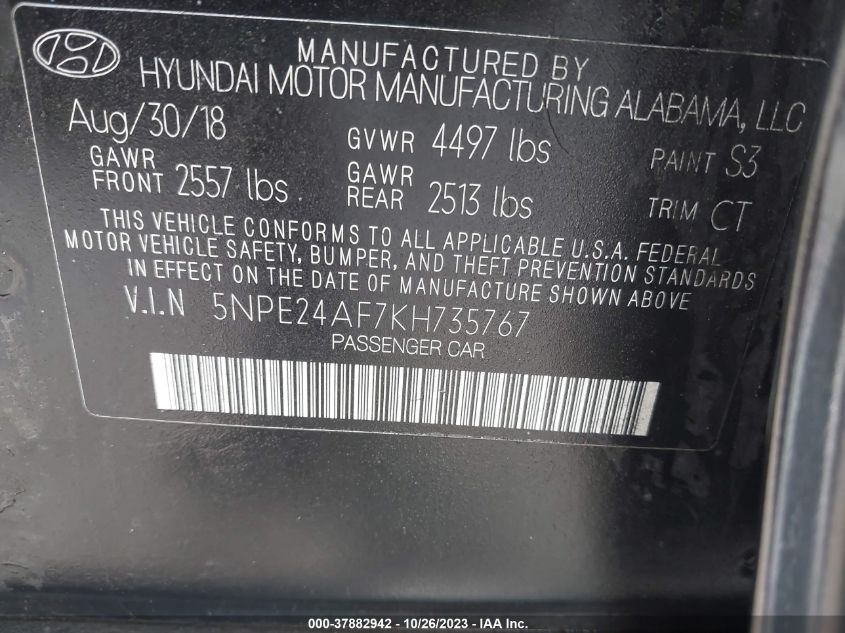 MANUFACTURED BY
HYUNDAI MOTOR MANUFACTURING ALABAMA, LLC
Aug/30/18 GVWR 4497 lbs PAINT S3
GAWR FRONT 2557 lbs GAWR REAR 2513 lbs TRIM CT
THIS VEHICLE CONFORMS TO ALL APPLICABLE U.S.A. FEDERAL
MOTOR VEHICLE SAFETY, BUMPER, AND THEFT PREVENTION STANDARDS
IN EFFECT ON THE DATE OF MANUFACTURE SHOWN ABOVE
V.I.N 5NPE24AF7KH735767
PASSENGER CAR
000-37882942 - 10/26/2023 - IAA Inc.